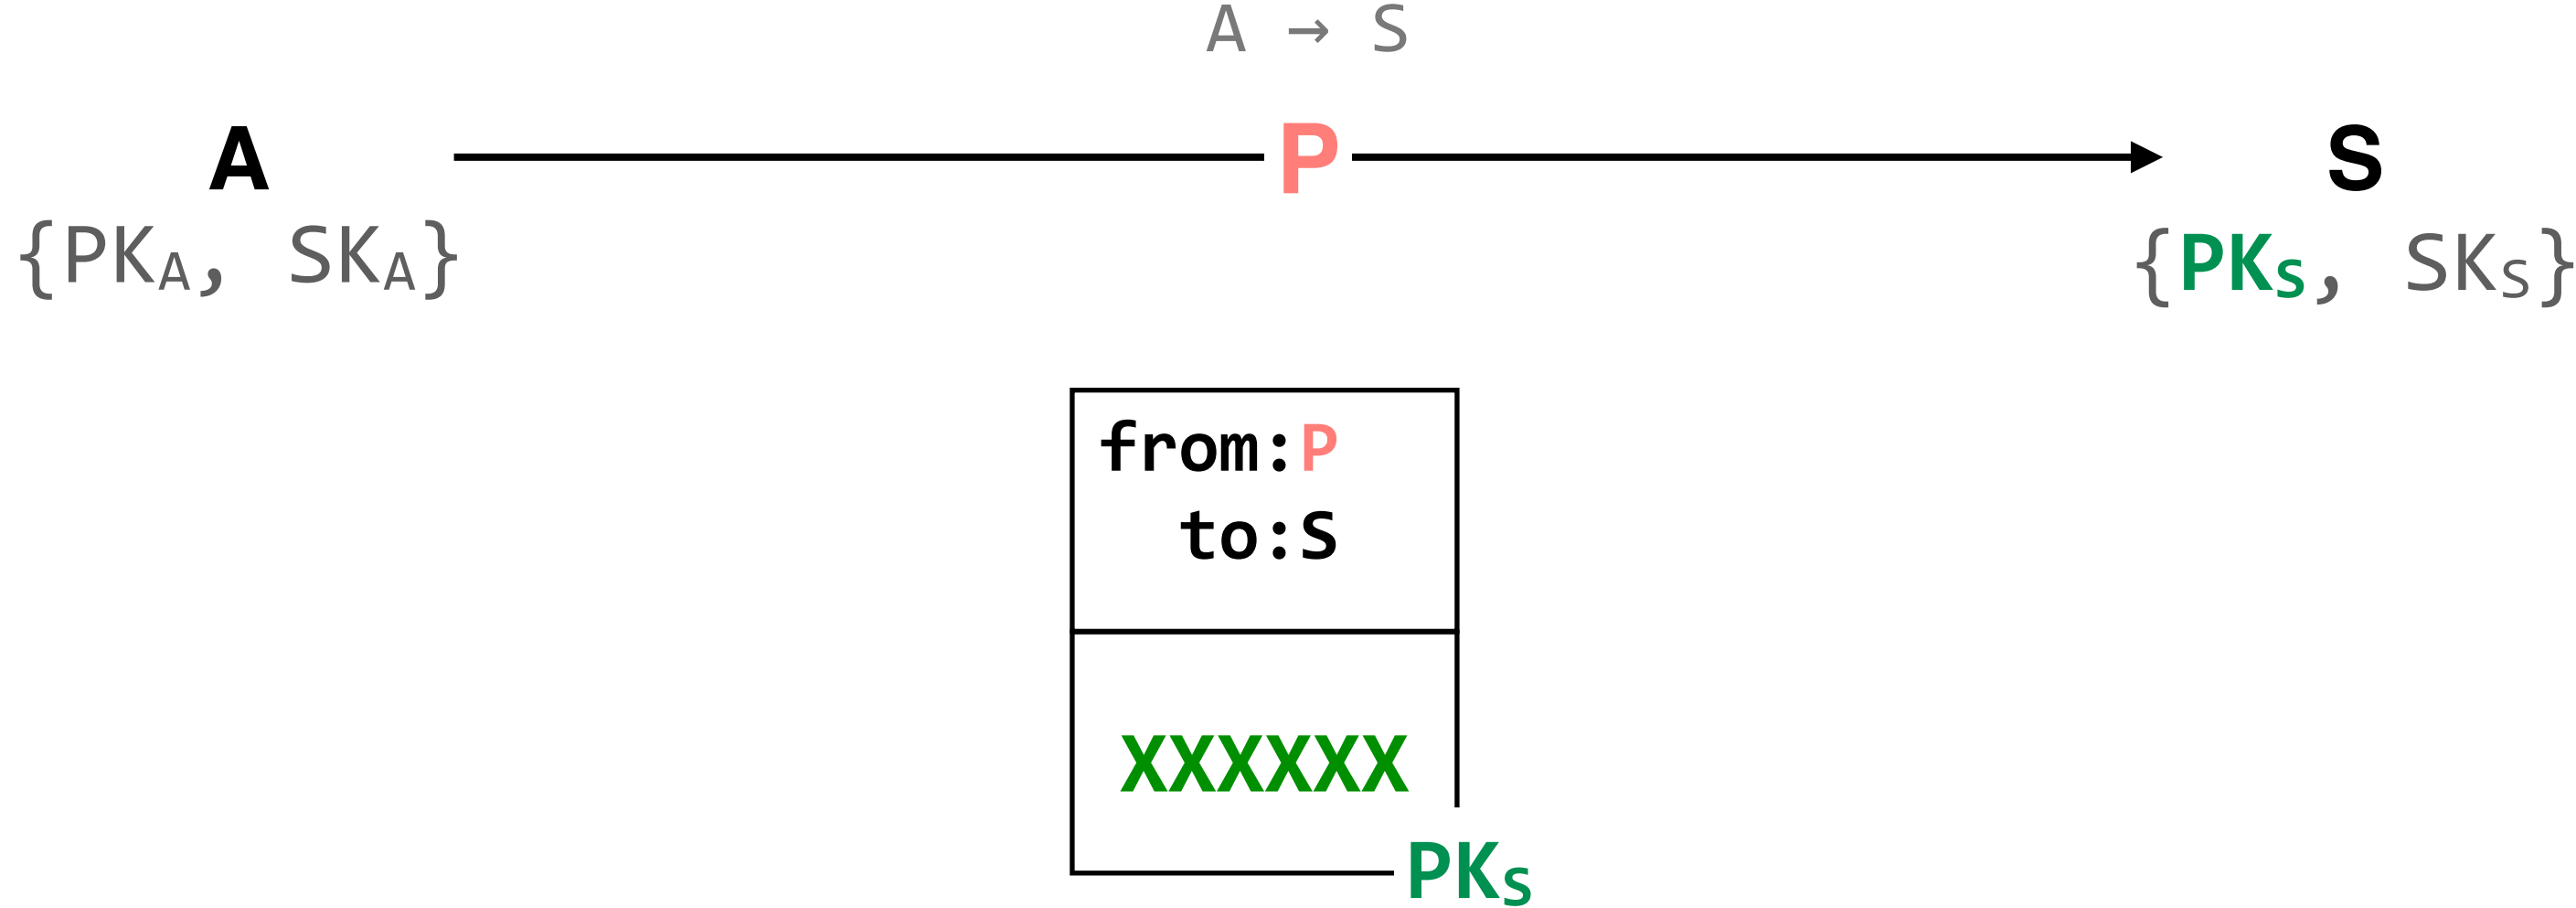 A → S
A P S
{PKA, SKA} {PKS, SKS}
from:P
to:S
XXXXXX
PKS